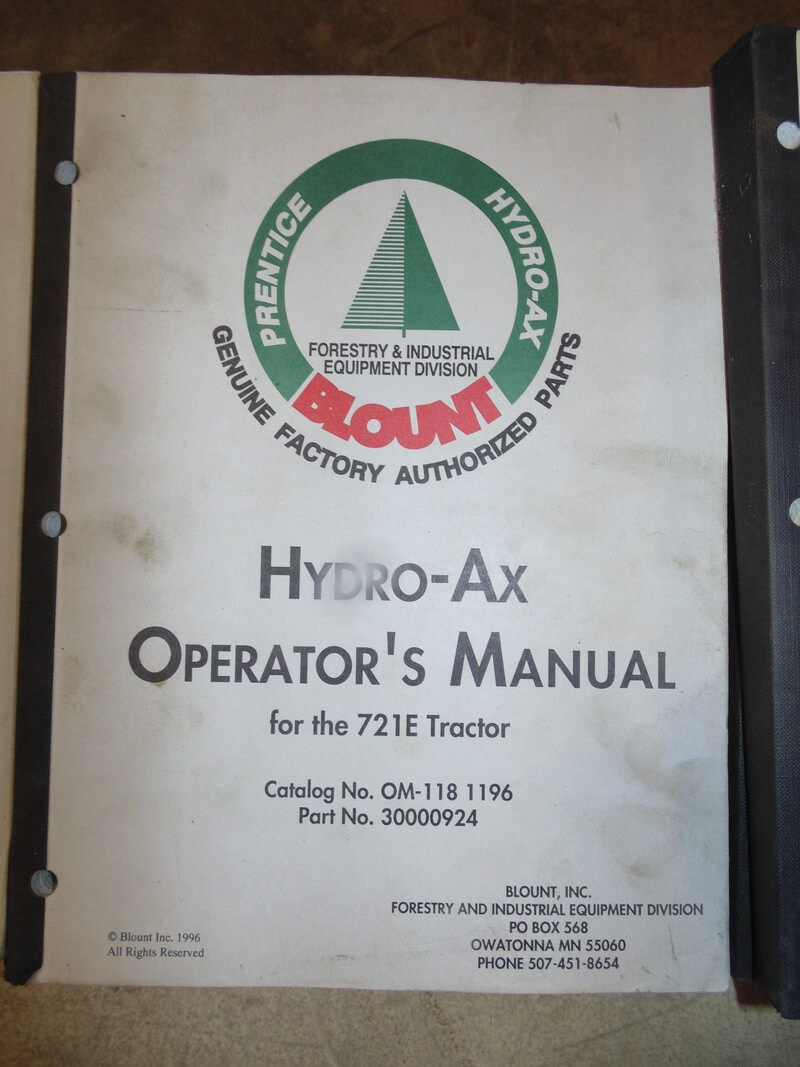 PRENTICE HYDRO-AX
FORESTRY & INDUSTRIAL
EQUIPMENT DIVISION
BLOUNT
GENUINE FACTORY AUTHORIZED PARTS
HYDRO-AX
OPERATOR'S MANUAL
for the 721E Tractor
Catalog No. OM-118 1196
Part No. 30000924
BLOUNT, INC.
FORESTRY AND INDUSTRIAL EQUIPMENT DIVISION
PO BOX 568
OWATONNA MN 55060
PHONE 507-451-8654
© Blount Inc. 1996
All Rights Reserved